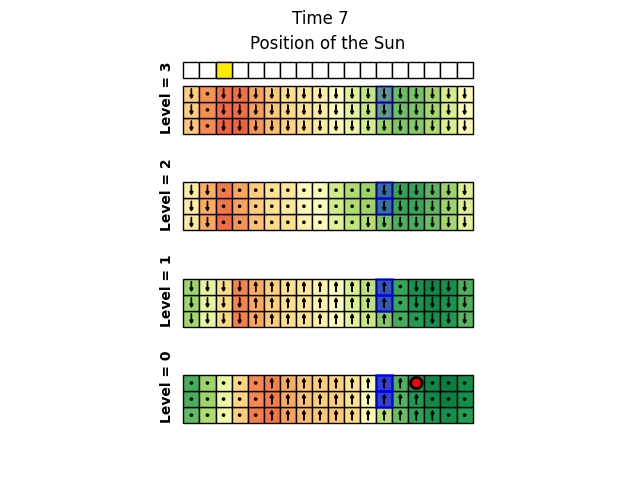 Time 7
Position of the Sun
Level = 3
Level = 2
Level = 1
Level = 0